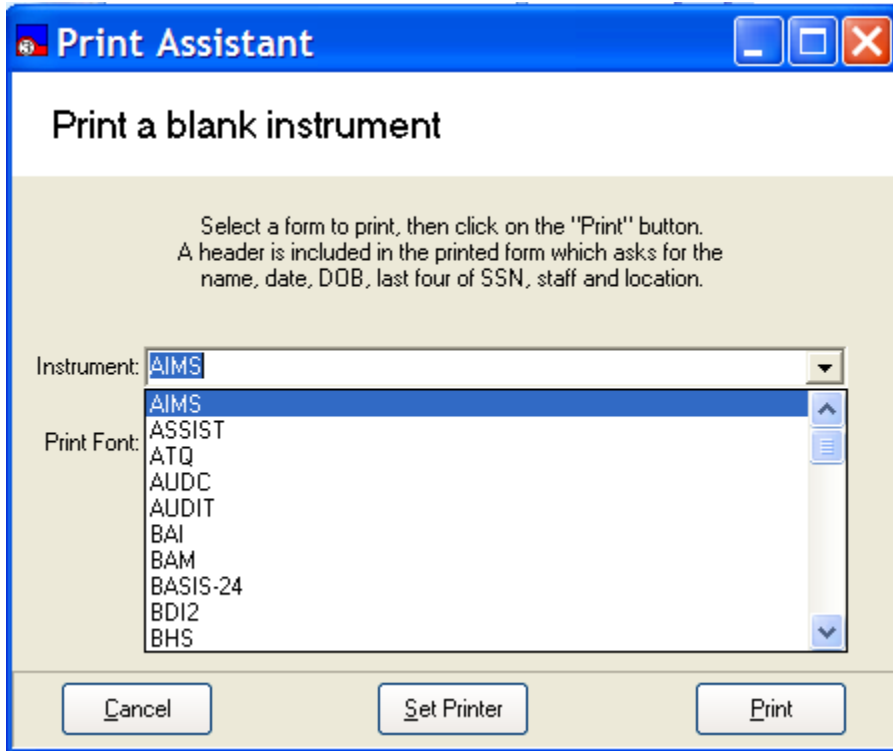 3
Print Assistant
Print a blank instrument
Select a form to print, then click on the "Print" button.
A header is included in the printed form which asks for the
name, date, DOB, last four of SSN, staff and location.
Instrument: AIMS
AIMS
ASSIST
Print Font:
ATQ
AUDC
AUDIT
BAI
BAM
BASIS-24
BDI2
BHS
Cancel Set Printer Print